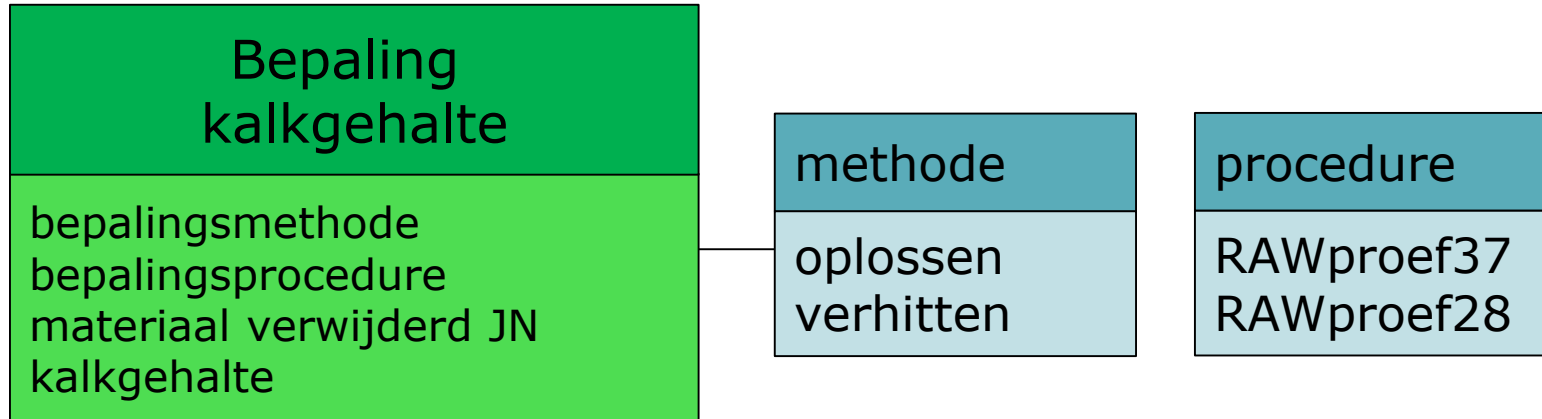 Bepaling
kalkgehalte
bepalingsmethode
bepalingsprocedure
materiaal verwijderd JN
kalkgehalte
methode
oplossen
verhitten
procedure
RAWproef37
RAWproef28